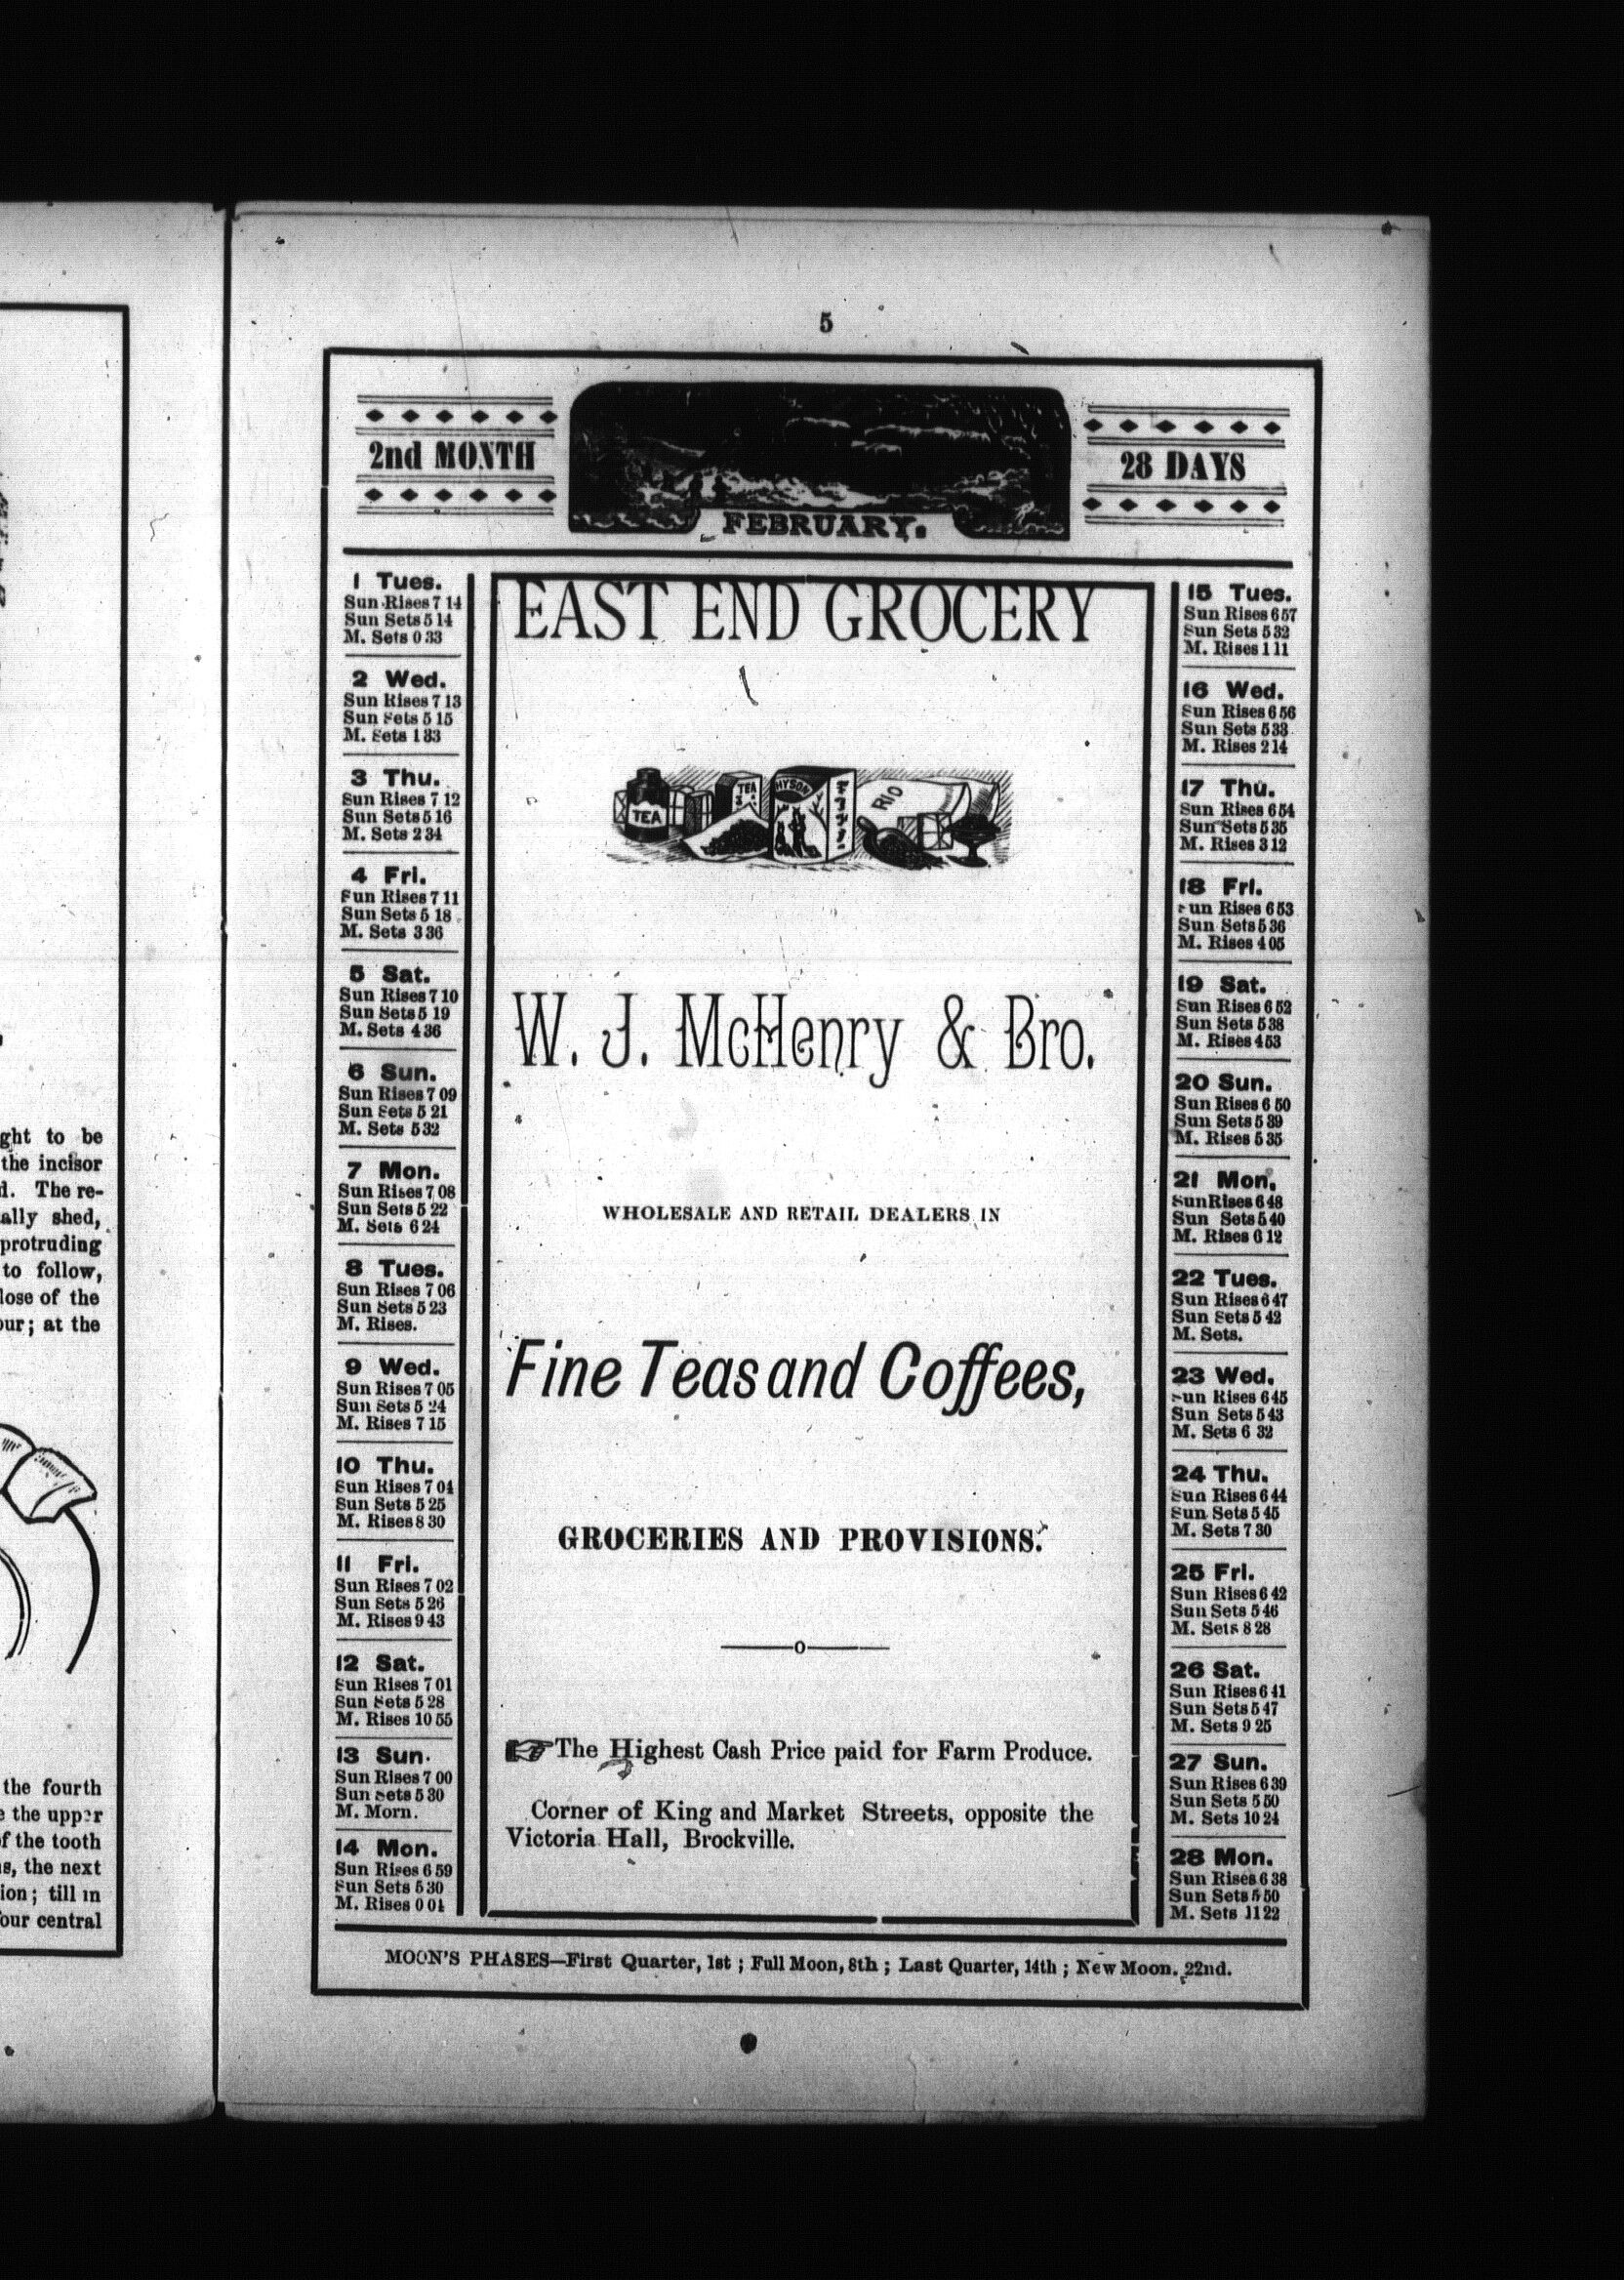 ght to be
the incisor
d. The re-
ally shed,
protruding
to follow,
lose of the
our; at the
the fourth
e the upper
of the tooth
s, the next
ion; till in
four central
5
2nd MONTH
FEBRUARY.
28 DAYS
1 Tues.
Sun Rises 7 14
Sun Sets 5 14
M. Sets 0 33
2 Wed.
Sun Rises 7 13
Sun Sets 5 15
M. Sets 1 33
3 Thu.
Sun Rises 7 12
Sun Sets 5 16
M. Sets 2 34
4 Fri.
Sun Rises 7 11
Sun Sets 5 18
M. Sets 3 36
5 Sat.
Sun Rises 7 10
Sun Sets 5 19
M. Sets 4 36
6 Sun.
Sun Rises 7 09
Sun Sets 5 21
M. Sets 5 32
7 Mon.
Sun Rises 7 08
Sun Sets 5 22
M. Sets 6 24
8 Tues.
Sun Rises 7 06
Sun Sets 5 23
M. Rises.
9 Wed.
Sun Rises 7 05
Sun Sets 5 24
M. Rises 7 15
10 Thu.
Sun Rises 7 04
Sun Sets 5 25
M. Rises 8 30
11 Fri.
Sun Rises 7 02
Sun Sets 5 26
M. Rises 9 43
12 Sat.
Sun Rises 7 01
Sun Sets 5 28
M. Rises 10 55
13 Sun.
Sun Rises 7 00
Sun Sets 5 30
M. Morn.
14 Mon.
Sun Rises 6 59
Sun Sets 5 30
M. Rises 0 04
EAST END GROCERY
TEA
TEA
HYSON
RIO
W. J. McHenry & Bro.
WHOLESALE AND RETAIL DEALERS IN
Fine Teas and Coffees,
GROCERIES AND PROVISIONS.
o
The Highest Cash Price paid for Farm Produce.
Corner of King and Market Streets, opposite the
Victoria Hall, Brockville.
15 Tues.
Sun Rises 6 57
Sun Sets 5 32
M. Rises 1 11
16 Wed.
Sun Rises 6 56
Sun Sets 5 33
M. Rises 2 14
17 Thu.
Sun Rises 6 54
Sun Sets 5 35
M. Rises 3 12
18 Fri.
Sun Rises 6 53
Sun Sets 5 36
M. Rises 4 05
19 Sat.
Sun Rises 6 52
Sun Sets 5 38
M. Rises 4 53
20 Sun.
Sun Rises 6 50
Sun Sets 5 39
M. Rises 5 35
21 Mon.
Sun Rises 6 48
Sun Sets 5 40
M. Rises 6 12
22 Tues.
Sun Rises 6 47
Sun Sets 5 42
M. Sets.
23 Wed.
Sun Rises 6 45
Sun Sets 5 43
M. Sets 6 32
24 Thu.
Sun Rises 6 44
Sun Sets 5 45
M. Sets 7 30
25 Fri.
Sun Rises 6 42
Sun Sets 5 46
M. Sets 8 28
26 Sat.
Sun Rises 6 41
Sun Sets 5 47
M. Sets 9 25
27 Sun.
Sun Rises 6 39
Sun Sets 5 50
M. Sets 10 24
28 Mon.
Sun Rises 6 38
Sun Sets 5 50
M. Sets 11 22
MOON'S PHASES—First Quarter, 1st ; Full Moon, 8th ; Last Quarter, 14th ; New Moon. 22nd.